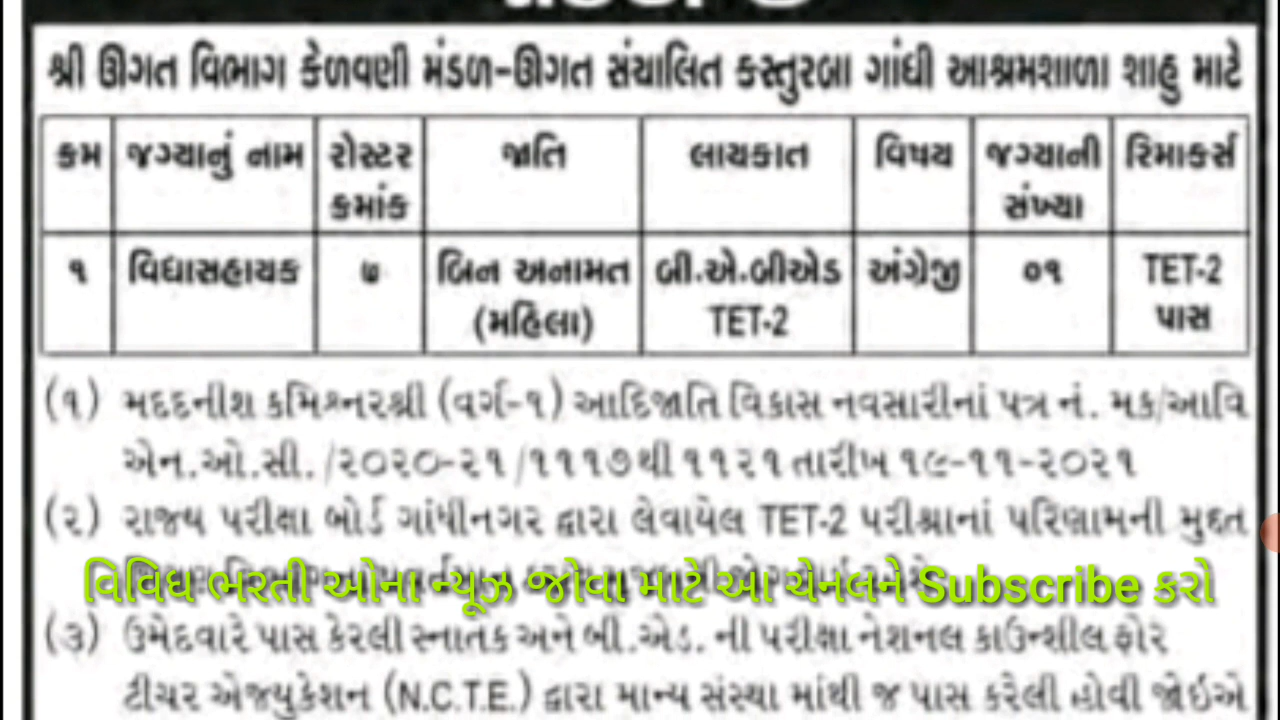 શ્રી ઊગત વિભાગ કેળવણી મંડળ-ઊગત સંચાલિત કસ્તુરબા ગાંધી આશ્રમશાળા શાહુ માટે
ક્રમ જગ્યાનું નામ રોસ્ટર ક્રમાંક જાતિ લાયકાત વિષય જગ્યાની સંખ્યા રિમાર્કસ
૧ વિદ્યાસહાયક ૭ બિન અનામત (મહિલા) બી.એ.બીએડ TET-2 અંગ્રેજી ૦૧ TET-2 પાસ
(૧) મદદનીશ કમિશ્નરશ્રી (વર્ગ-૧) આદિજાતિ વિકાસ નવસારીનાં પત્ર નં. મક/આવિ
એન.ઓ.સી. /૨૦૨૦-૨૧ /૧૧૧૭થી ૧૧૨૧ તારીખ ૧૯-૧૧-૨૦૨૧
(૨) રાજ્ય પરીક્ષા બોર્ડ ગાંધીનગર દ્વારા લેવાયેલ TET-2 પરીક્ષાનાં પરિણામની મુદ્દત
વિવિધ ભરતી ઓના ન્યૂઝ જોવા માટે આ ચેનલને Subscribe કરો
(૩) ઉમેદવારે પાસ કેરલી સ્નાતક અને બી.એડ. ની પરીક્ષા નેશનલ કાઉન્શીલ ફોર
ટીચર એજ્યુકેશન (N.C.T.E.) દ્વારા માન્ય સંસ્થા માંથી જ પાસ કરેલી હોવી જોઇએ